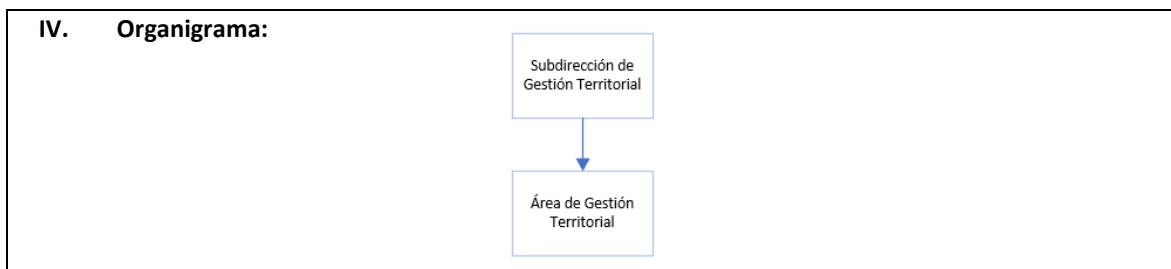 IV. Organigrama:
Subdirección de
Gestión Territorial
Área de Gestión
Territorial